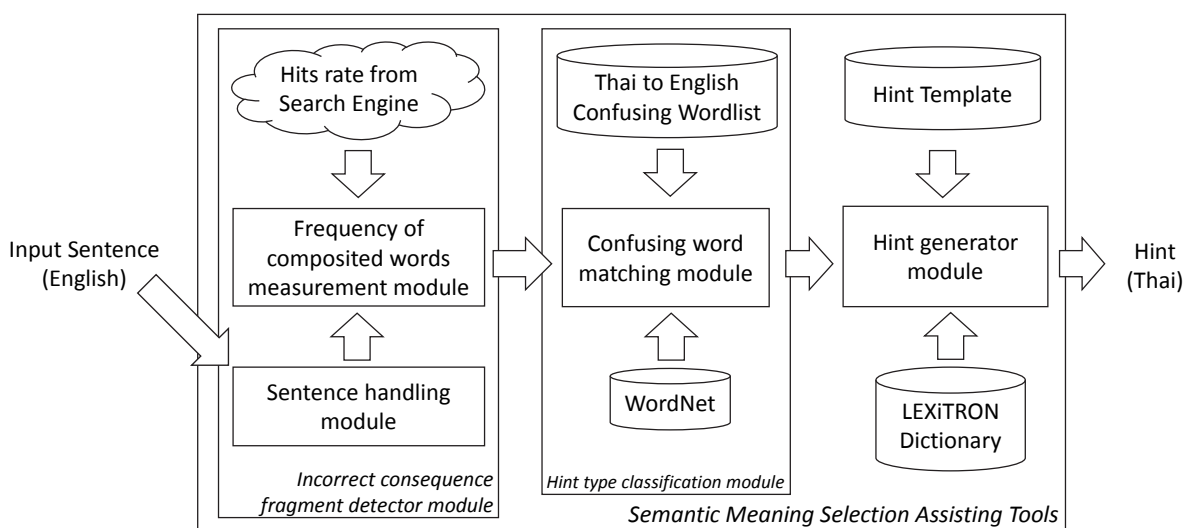 Hits rate from
Search Engine
Thai to English
Confusing Wordlist
Hint Template
Input Sentence
(English)
Frequency of
composited words
measurement module
Confusing word
matching module
Hint generator
module
Hint
(Thai)
Sentence handling
module
WordNet
LEXiTRON
Dictionary
Incorrect consequence
fragment detector module
Hint type classification module
Semantic Meaning Selection Assisting Tools